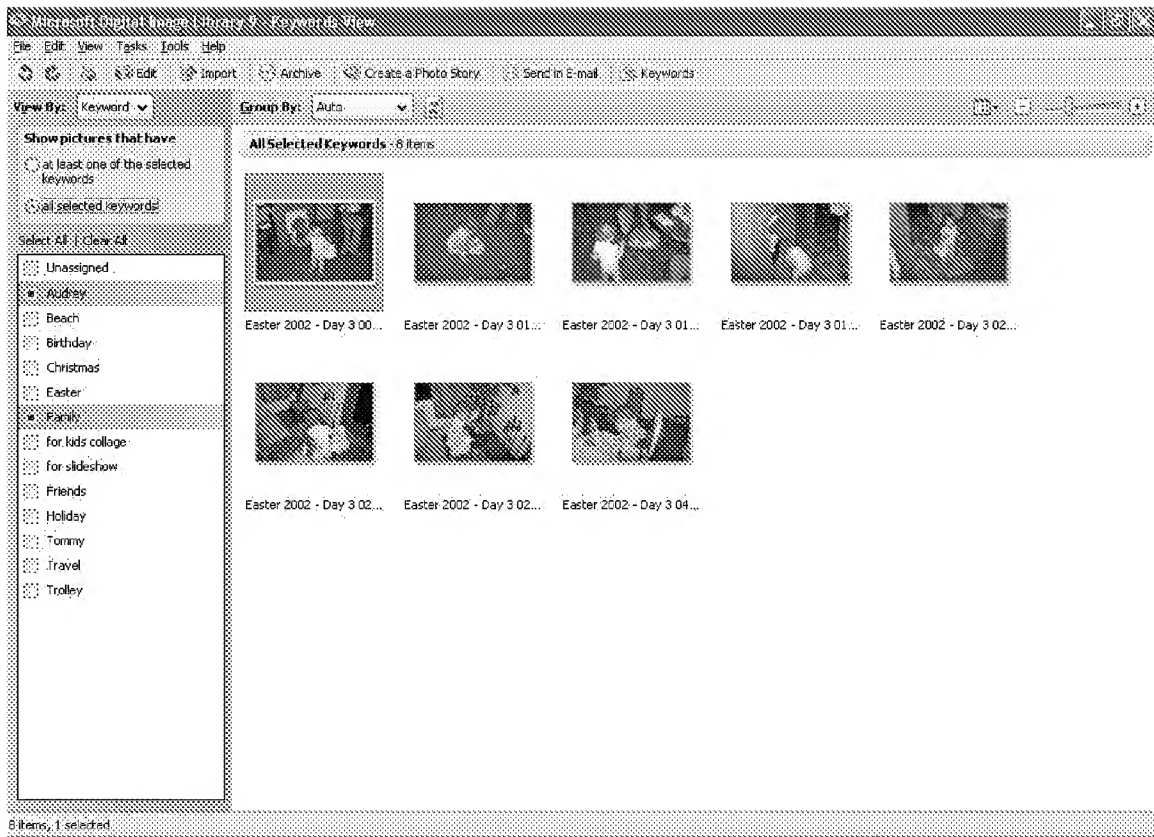 Microsoft Digital Image Library 9 - Keywords View
File Edit View Tasks Tools Help
Edit Import Archive Create a Photo Story Send in E-mail Keywords
View By: Keyword Group By: Auto
Show pictures that have
at least one of the selected
keywords
all selected keywords
Select All | Clear All
All Selected Keywords - 8 items
Unassigned
Audrey
Beach
Birthday
Christmas
Easter
Family
for kids collage
for slideshow
Friends
Holiday
Tommy
Travel
Trolley
Easter 2002 - Day 3 00... Easter 2002 - Day 3 01... Easter 2002 - Day 3 01... Easter 2002 - Day 3 01... Easter 2002 - Day 3 02...
Easter 2002 - Day 3 02... Easter 2002 - Day 3 02... Easter 2002 - Day 3 04...
8 items, 1 selected